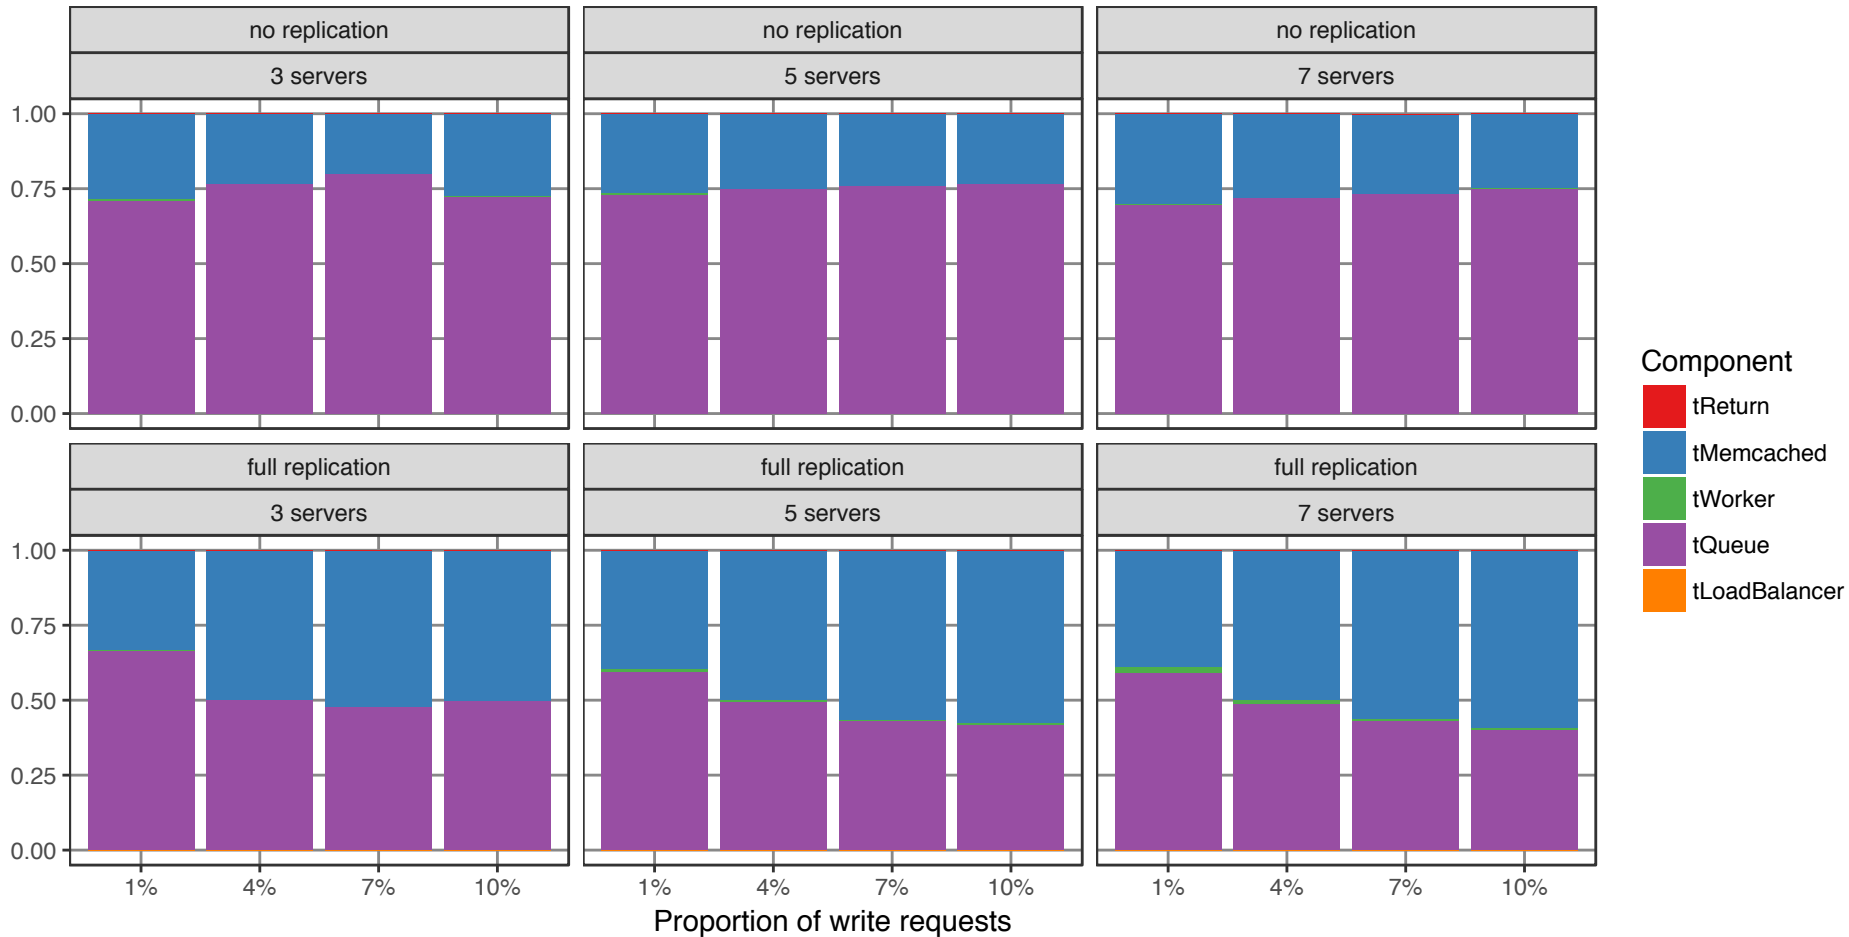 no replication
no replication
no replication
3 servers
5 servers
7 servers
1.00
0.75
0.50
0.25
0.00
full replication
full replication
full replication
3 servers
5 servers
7 servers
1.00
0.75
0.50
0.25
0.00
1% 4% 7% 10%
1% 4% 7% 10%
1% 4% 7% 10%
Proportion of write requests
Component
tReturn
tMemcached
tWorker
tQueue
tLoadBalancer